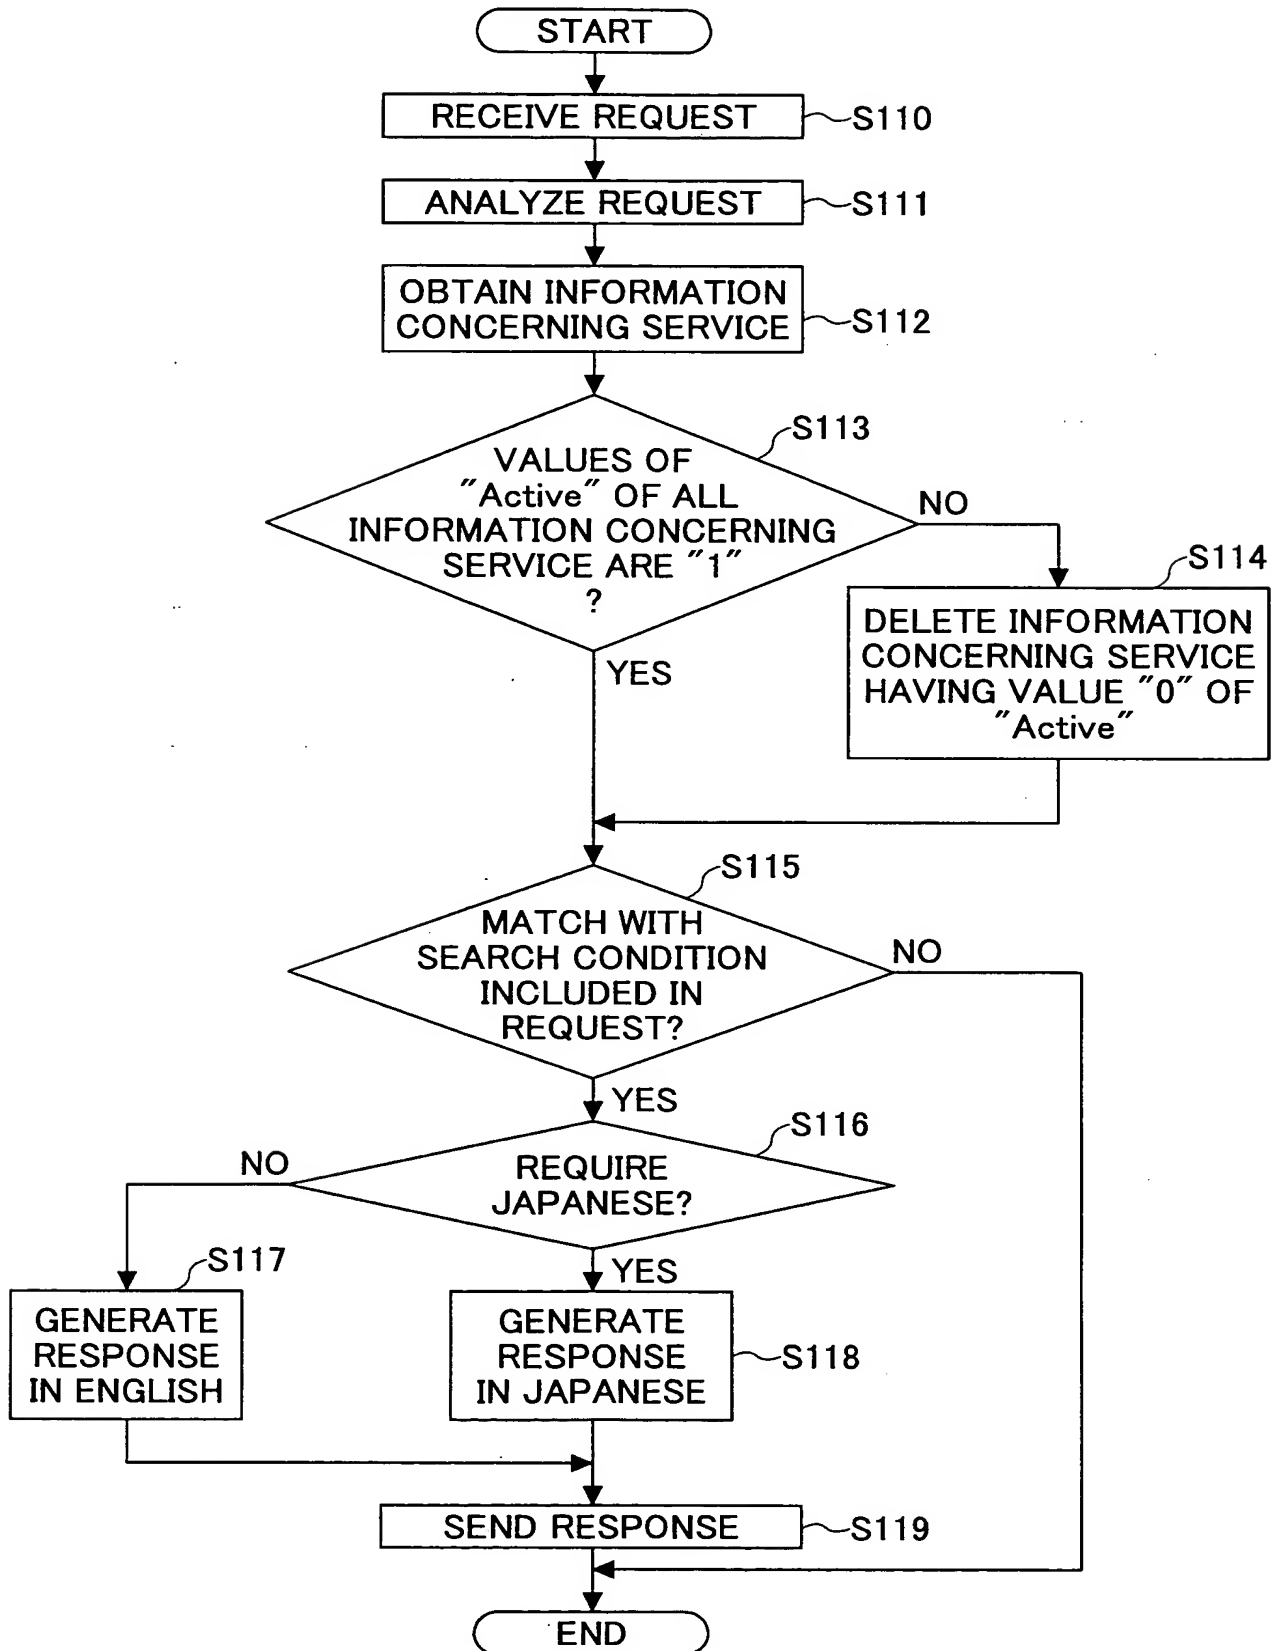 START
RECEIVE REQUEST
S110
ANALYZE REQUEST
S111
OBTAIN INFORMATION
CONCERNING SERVICE
S112
S113
VALUES OF
"Active" OF ALL
INFORMATION CONCERNING
SERVICE ARE "1"
?
NO
S114
DELETE INFORMATION
CONCERNING SERVICE
HAVING VALUE "0" OF
"Active"
YES
S115
MATCH WITH
SEARCH CONDITION
INCLUDED IN
REQUEST?
NO
YES
S116
REQUIRE
JAPANESE?
NO
YES
S117
GENERATE
RESPONSE
IN ENGLISH
GENERATE
RESPONSE
IN JAPANESE
S118
SEND RESPONSE
S119
END